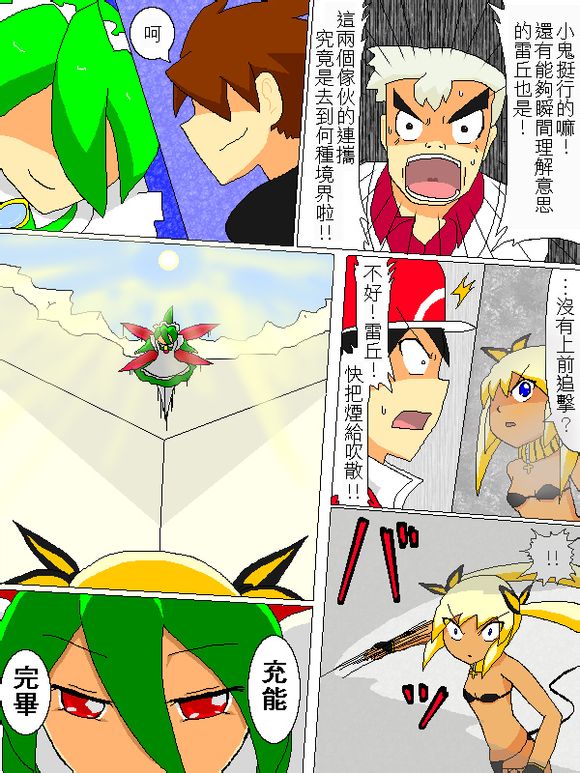 小鬼挺行的嘛！
還有能夠瞬間理解意思
的雷丘也是！
這兩個傢伙的連攜
究竟是去到何種境界啦!!
呵
…沒有上前追擊？
不好！雷丘！
快把煙給吹散!!
!!
バッ
充能
完畢